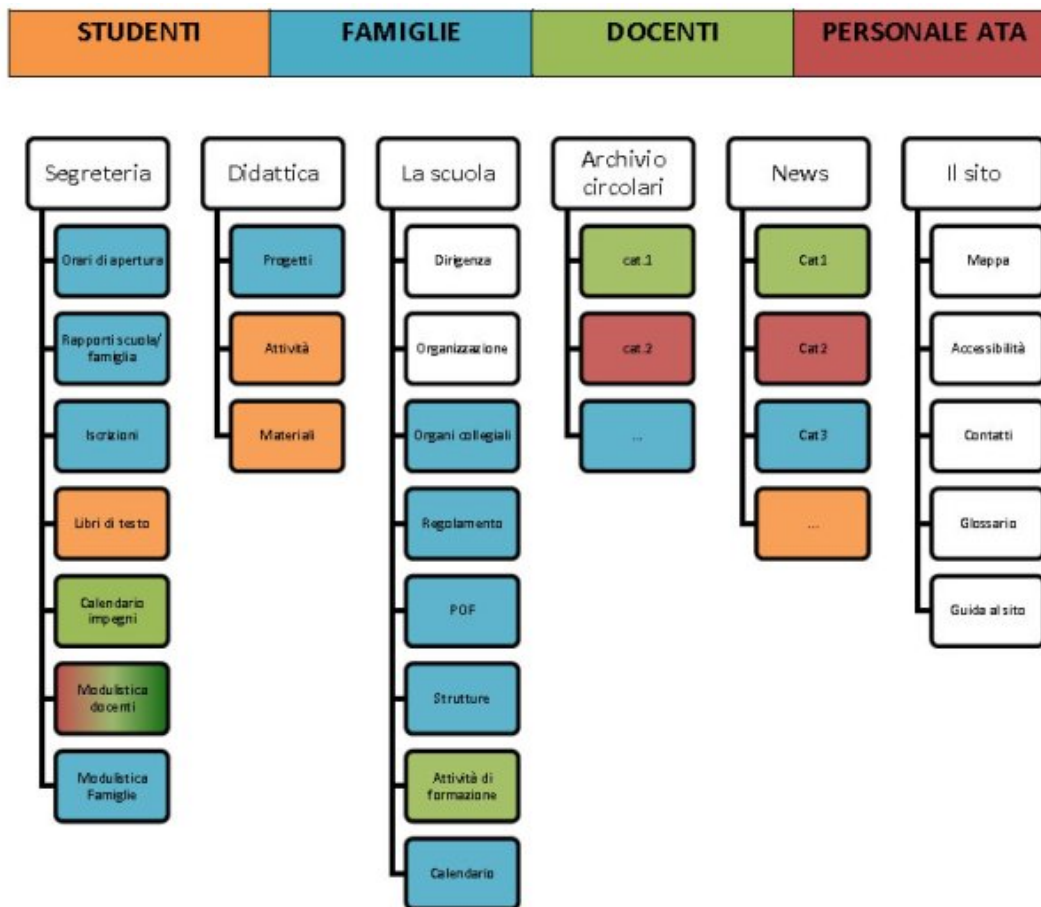 STUDENTI
FAMIGLIE
DOCENTI
PERSONALE ATA
Segreteria
Orari di apertura
Rapporti scuola/
famiglia
Iscrizioni
Libri di testo
Calendario
impegni
Modulistica
docenti
Modulistica
Famiglie
Didattica
Progetti
Attività
Materiali
La scuola
Dirigenza
Organizzazione
Organi collegiali
Regolamento
POF
Strutture
Attività di
formazione
Calendario
Archivio
circolari
cat.1
cat.2
...
News
Cat1
Cat2
Cat3
...
Il sito
Mappa
Accessibilità
Contatti
Glossario
Guida al sito